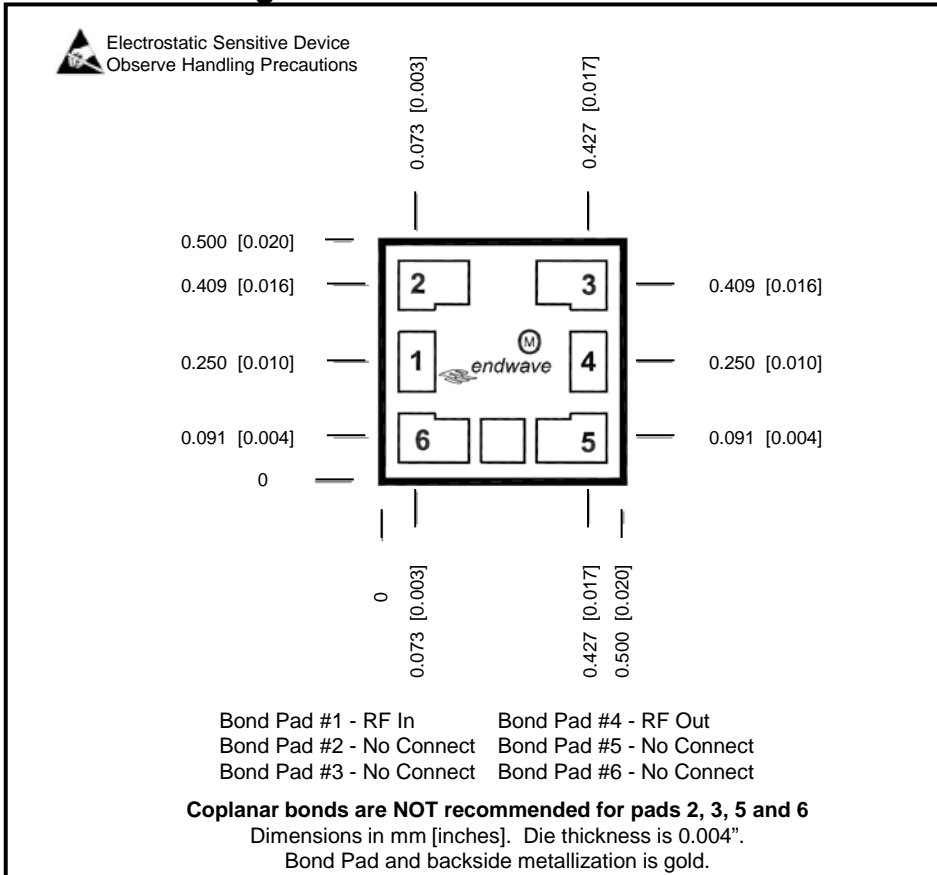 Electrostatic Sensitive Device
Observe Handling Precautions
0.073 [0.003]
0.427 [0.017]
0.500 [0.020]
0.409 [0.016]
2
3
0.409 [0.016]
M
0.250 [0.010]
1
endwave
4
0.250 [0.010]
0.091 [0.004]
6
5
0.091 [0.004]
0
0
0.073 [0.003]
0.427 [0.017]
0.500 [0.020]
Bond Pad #1 - RF In Bond Pad #4 - RF Out
Bond Pad #2 - No Connect Bond Pad #5 - No Connect
Bond Pad #3 - No Connect Bond Pad #6 - No Connect
Coplanar bonds are NOT recommended for pads 2, 3, 5 and 6
Dimensions in mm [inches]. Die thickness is 0.004”.
Bond Pad and backside metallization is gold.